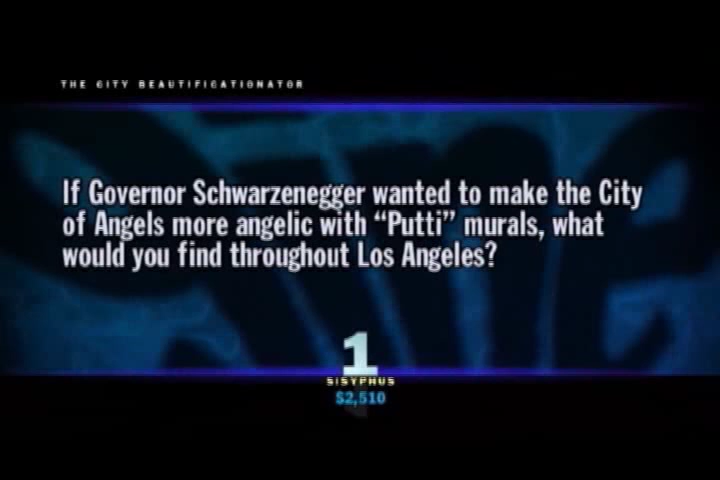 THE CITY BEAUTIFICATIONATOR
If Governor Schwarzenegger wanted to make the City
of Angels more angelic with “Putti” murals, what
would you find throughout Los Angeles?
1
SISYPHUS
$2,510